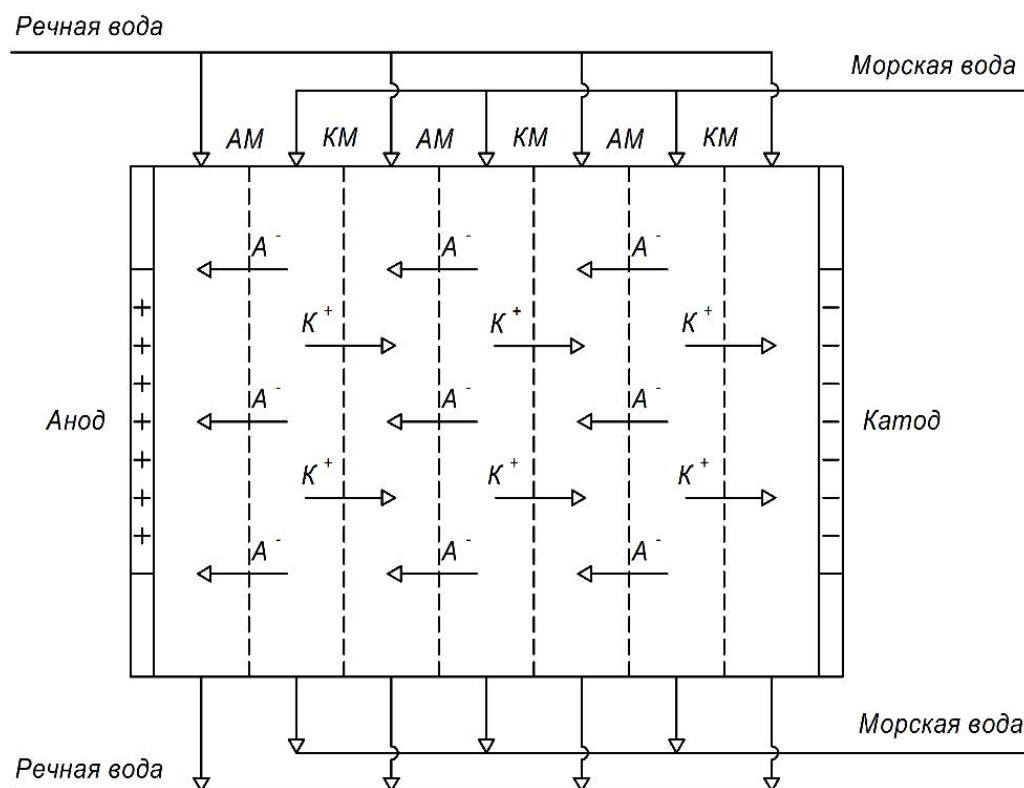 Речная вода
Морская вода
АМ КМ АМ КМ АМ КМ
А - А - А -
К + К + К +
Анод А - А - А - Катод
К + К + К +
А - А - А -
Морская вода
Речная вода